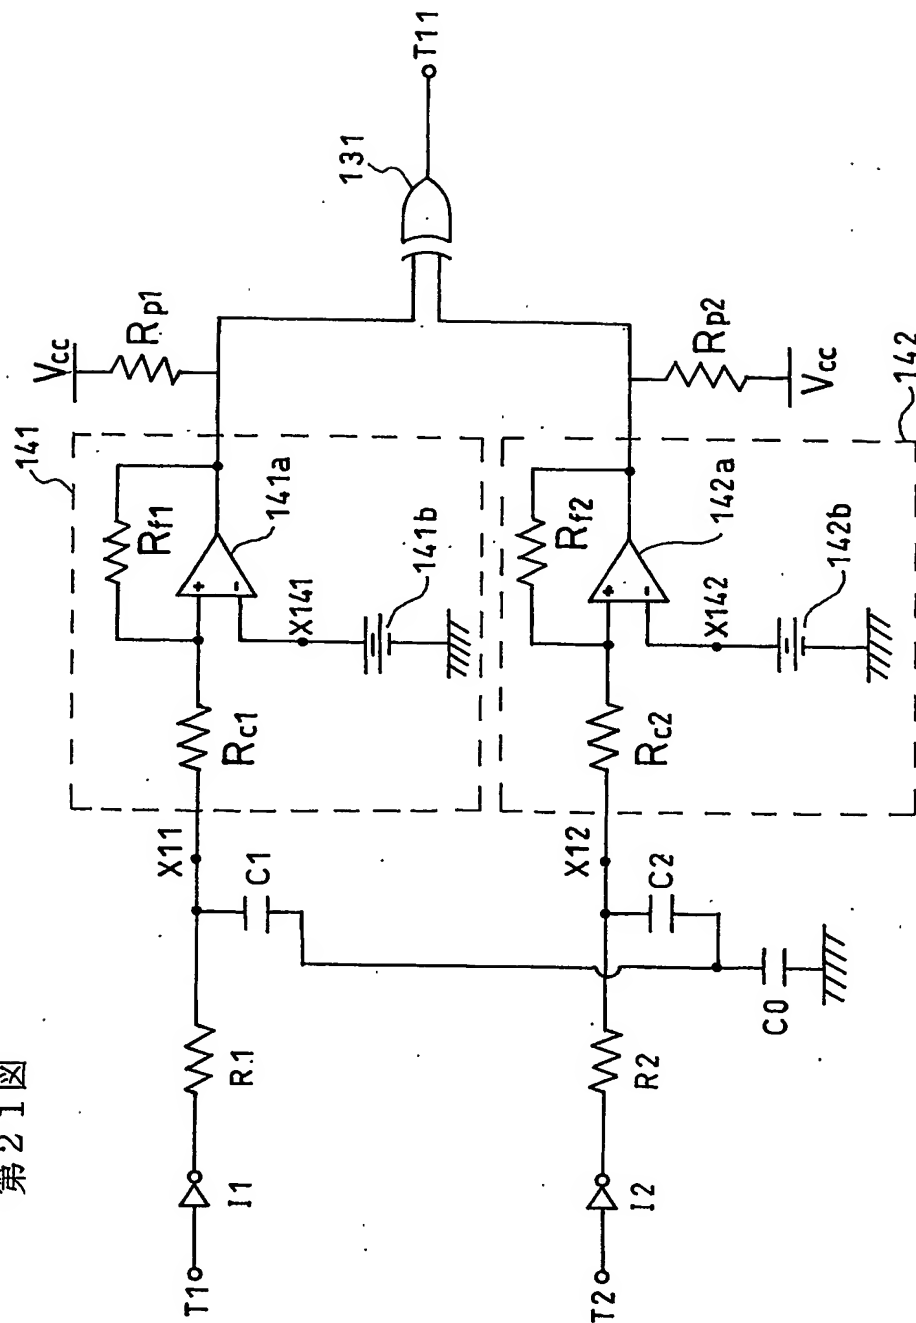 第21図
T1
I1
R1
X11
C1
Rc1
141
Rf1
141a
X141
141b
Vcc
Rp1
131
T11
T2
I2
R2
X12
C2
C0
Rc2
142
Rf2
142a
X142
142b
Rp2
Vcc